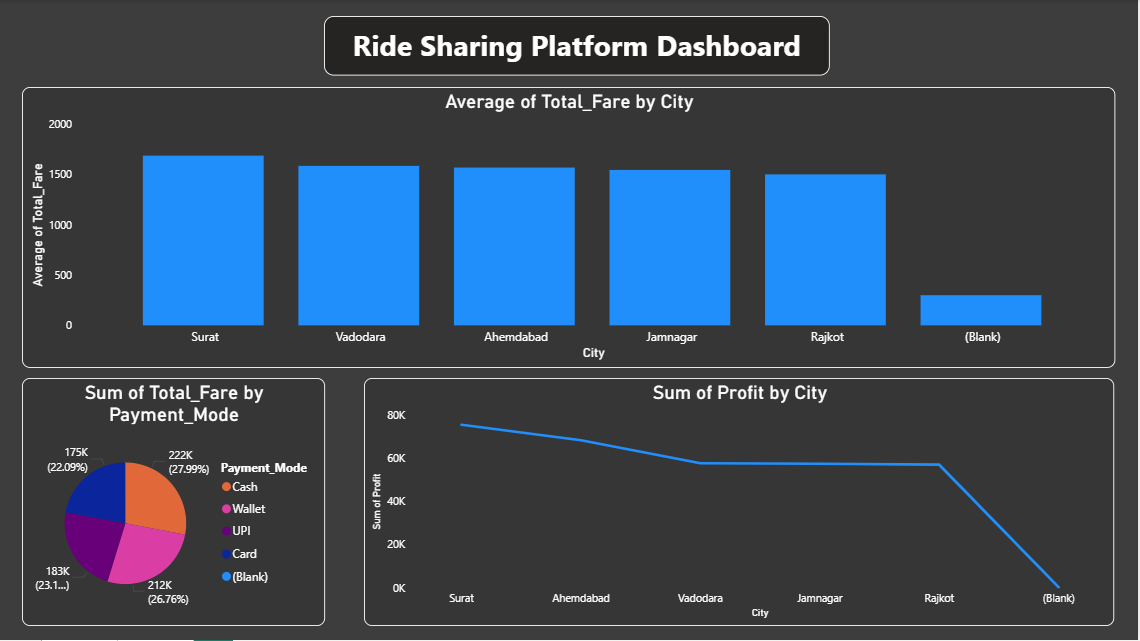 Ride Sharing Platform Dashboard
Average of Total_Fare by City
2000
1500
1000
500
0
Average of Total_Fare
Surat
Vadodara
Ahemdabad
Jamnagar
Rajkot
(Blank)
City
Sum of Total_Fare by
Payment_Mode
175K
(22.09%)
222K
(27.99%)
183K
(23.1...)
212K
(26.76%)
Payment_Mode
Cash
Wallet
UPI
Card
(Blank)
Sum of Profit by City
80K
60K
40K
20K
0K
Sum of Profit
Surat
Ahemdabad
Vadodara
Jamnagar
Rajkot
(Blank)
City